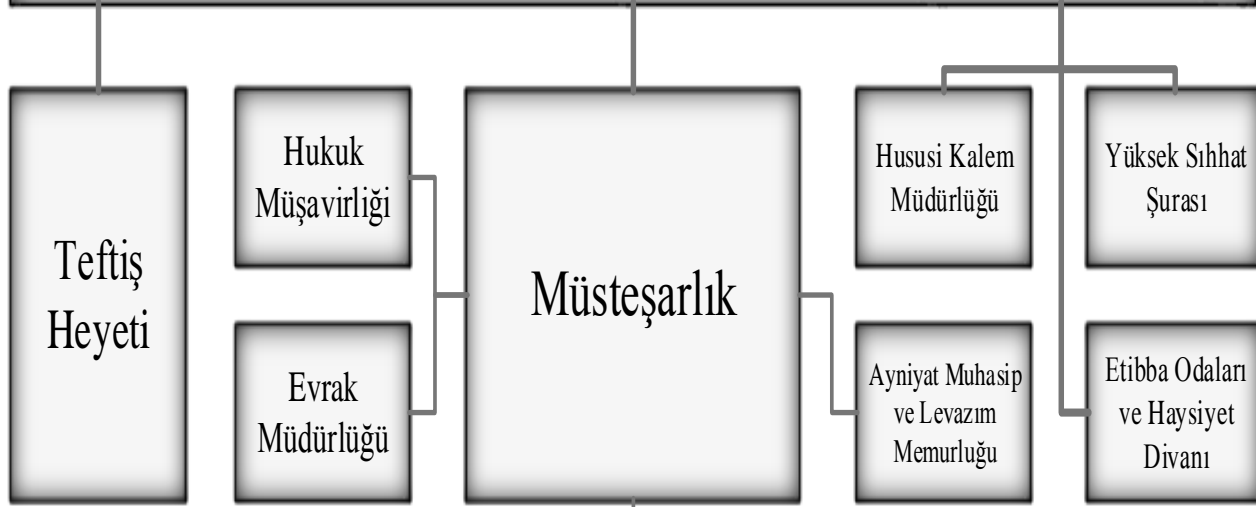 Teftiş
Heyeti
Hukuk
Müşavirliği
Evrak
Müdürlüğü
Müsteşarlık
Hususi Kalem
Müdürlüğü
Ayniyat Muhasip
ve Levazım
Memurluğu
Yüksek Sıhhat
Şurası
Etibba Odaları
ve Haysiyet
Divanı